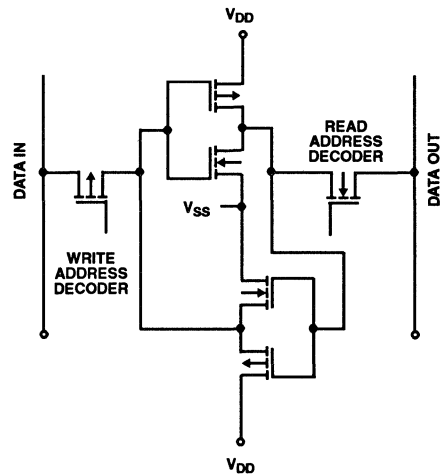 VDD
DATA IN
READ
ADDRESS
DECODER
DATA OUT
VSS
WRITE
ADDRESS
DECODER
VDD